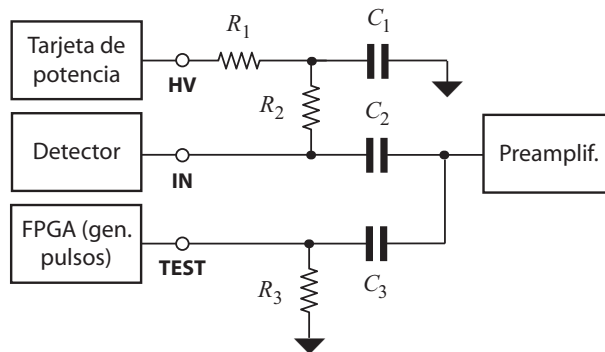 Tarjeta de
potencia
HV
R1
C1
R2
C2
Detector
IN
Preamplif.
FPGA (gen.
pulsos)
TEST
R3
C3